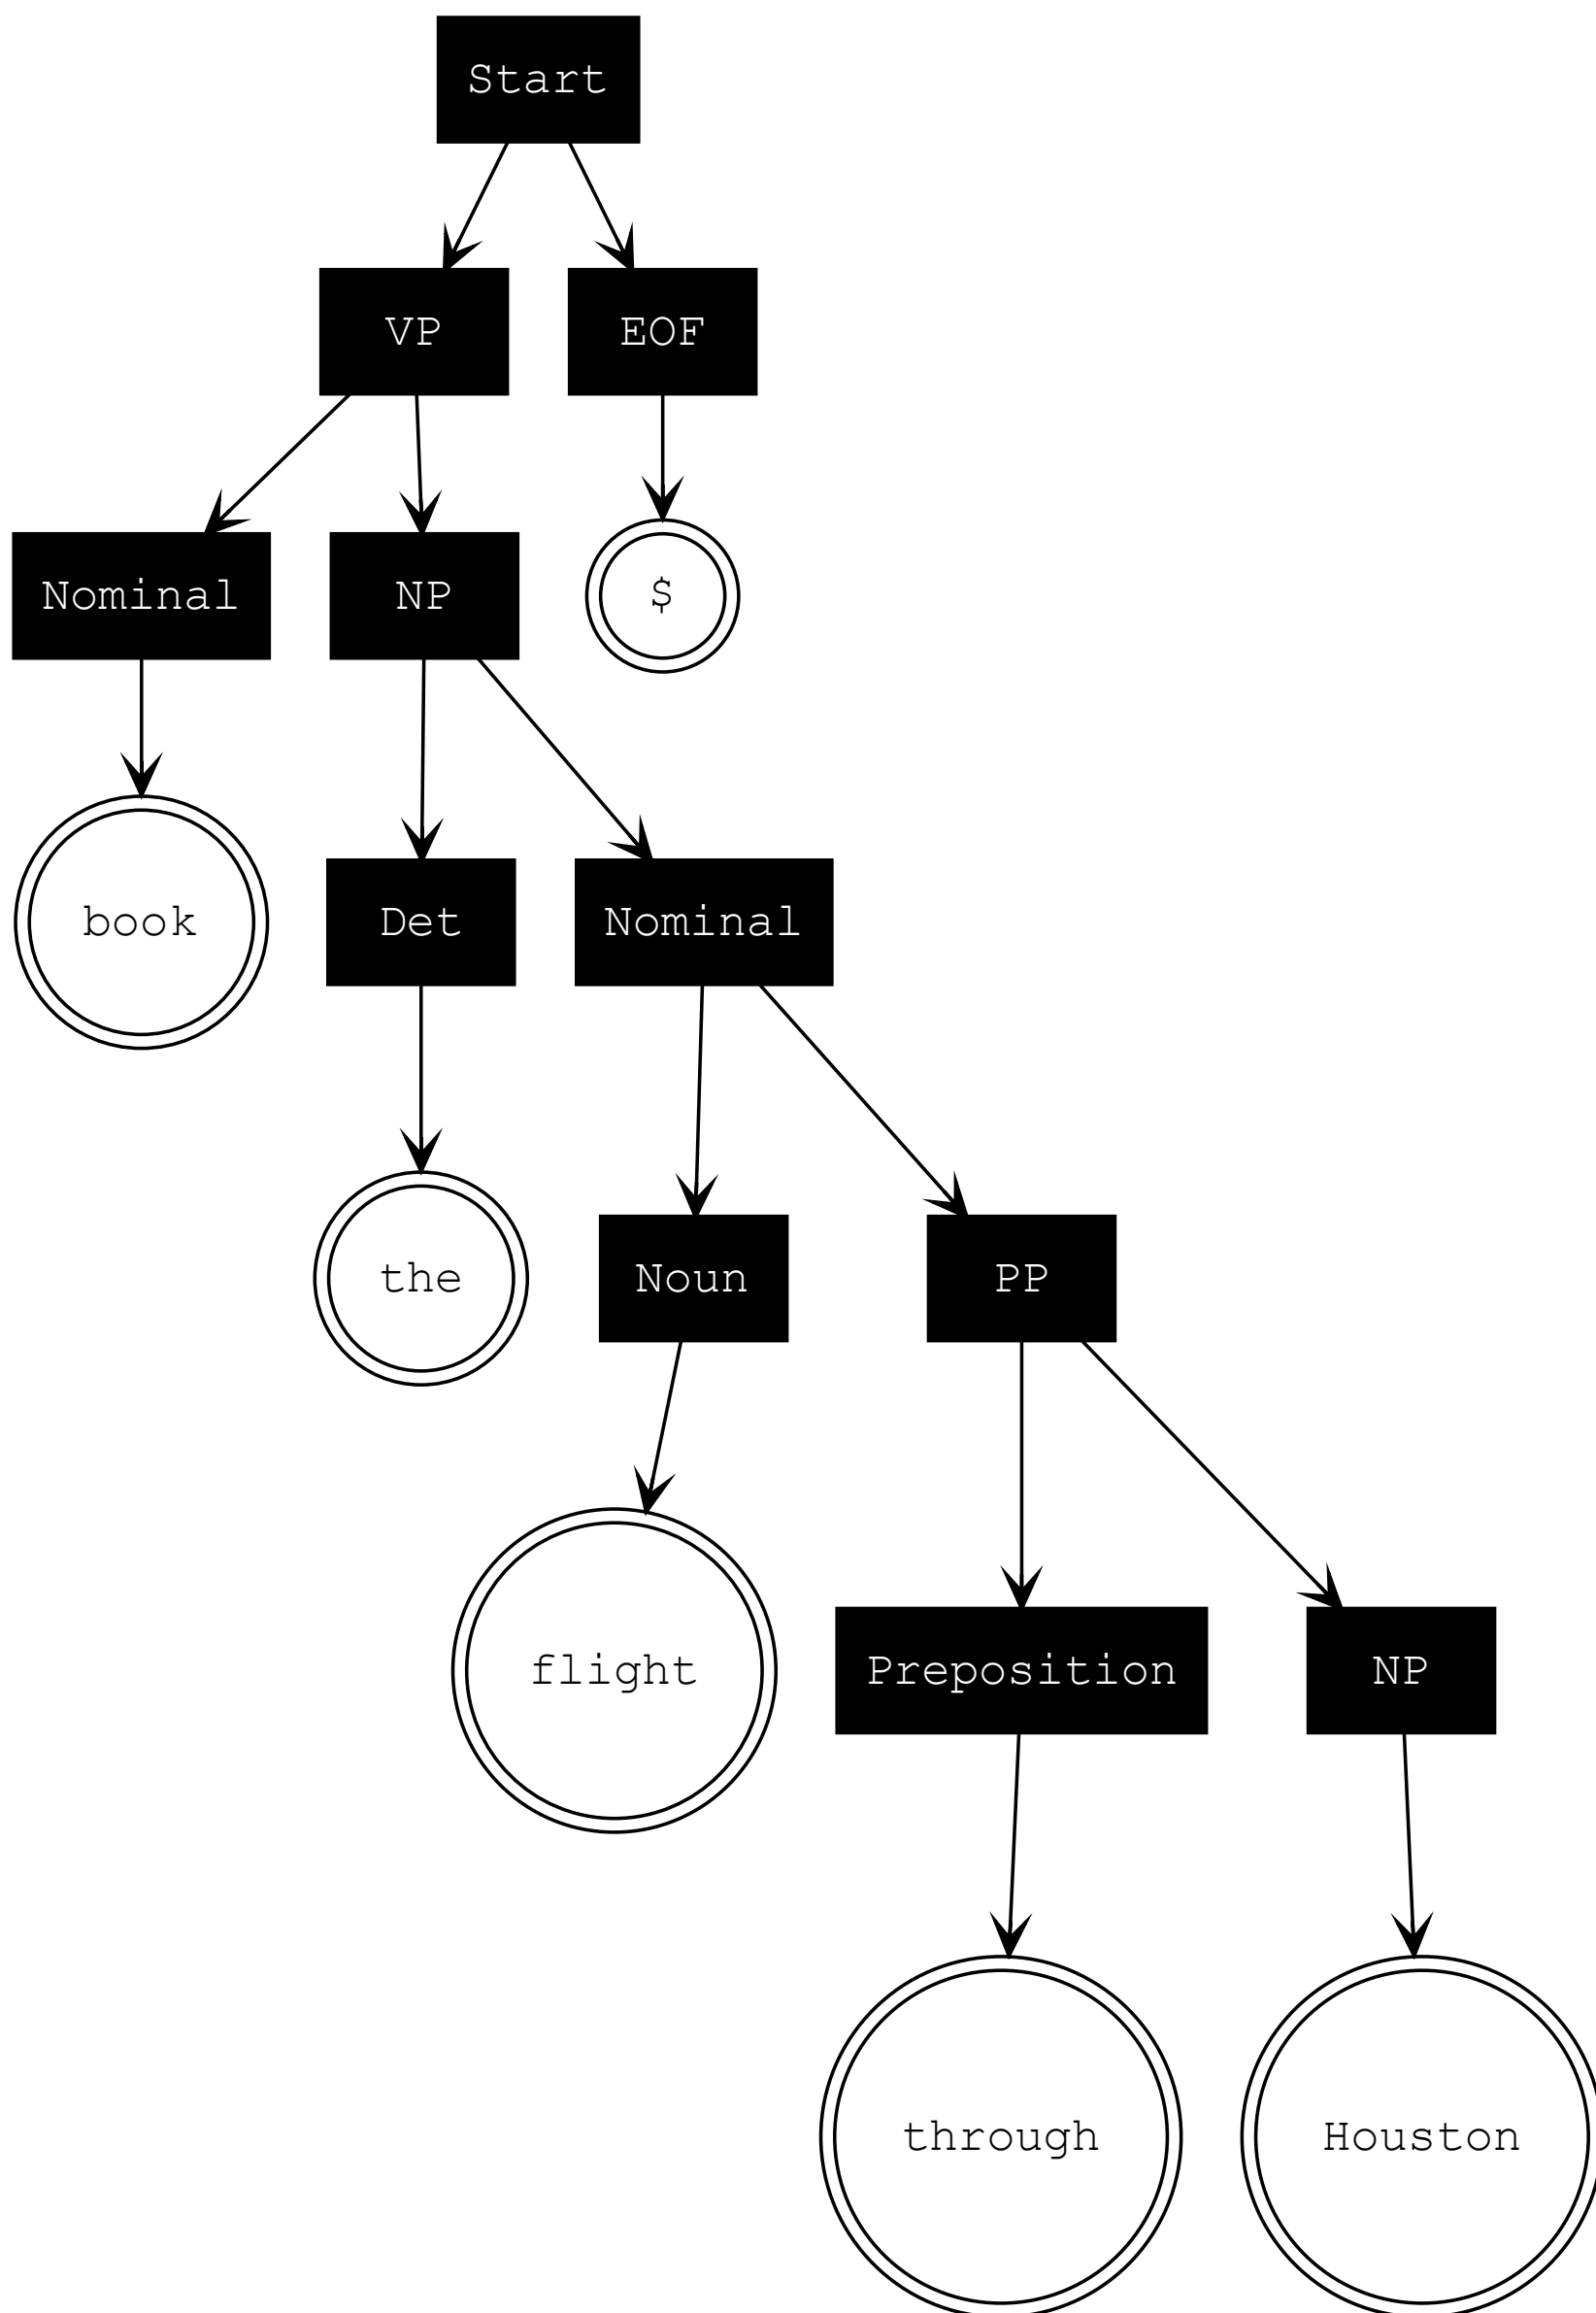 Start
VP EOF
Nominal NP $
book Det Nominal
the Noun PP
flight Preposition NP
through Houston